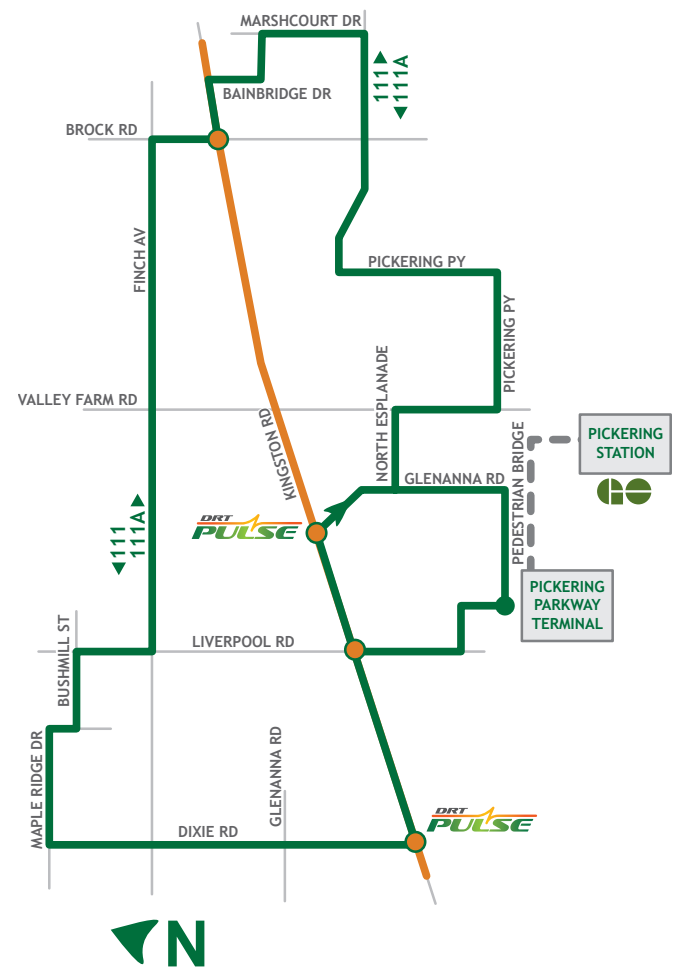 MARSHCOURT DR
111
111A
BAINBRIDGE DR
BROCK RD
FINCH AV
PICKERING PY
PICKERING PY
NORTH ESPLANADE
VALLEY FARM RD
KINGSTON RD
PEDESTRIAN BRIDGE
PICKERING
STATION
GO
GLENANNA RD
111
111A
DRT
PULSE
PICKERING
PARKWAY
TERMINAL
BUSHMILL ST
LIVERPOOL RD
MAPLE RIDGE DR
GLENANNA RD
DIXIE RD
DRT
PULSE
N